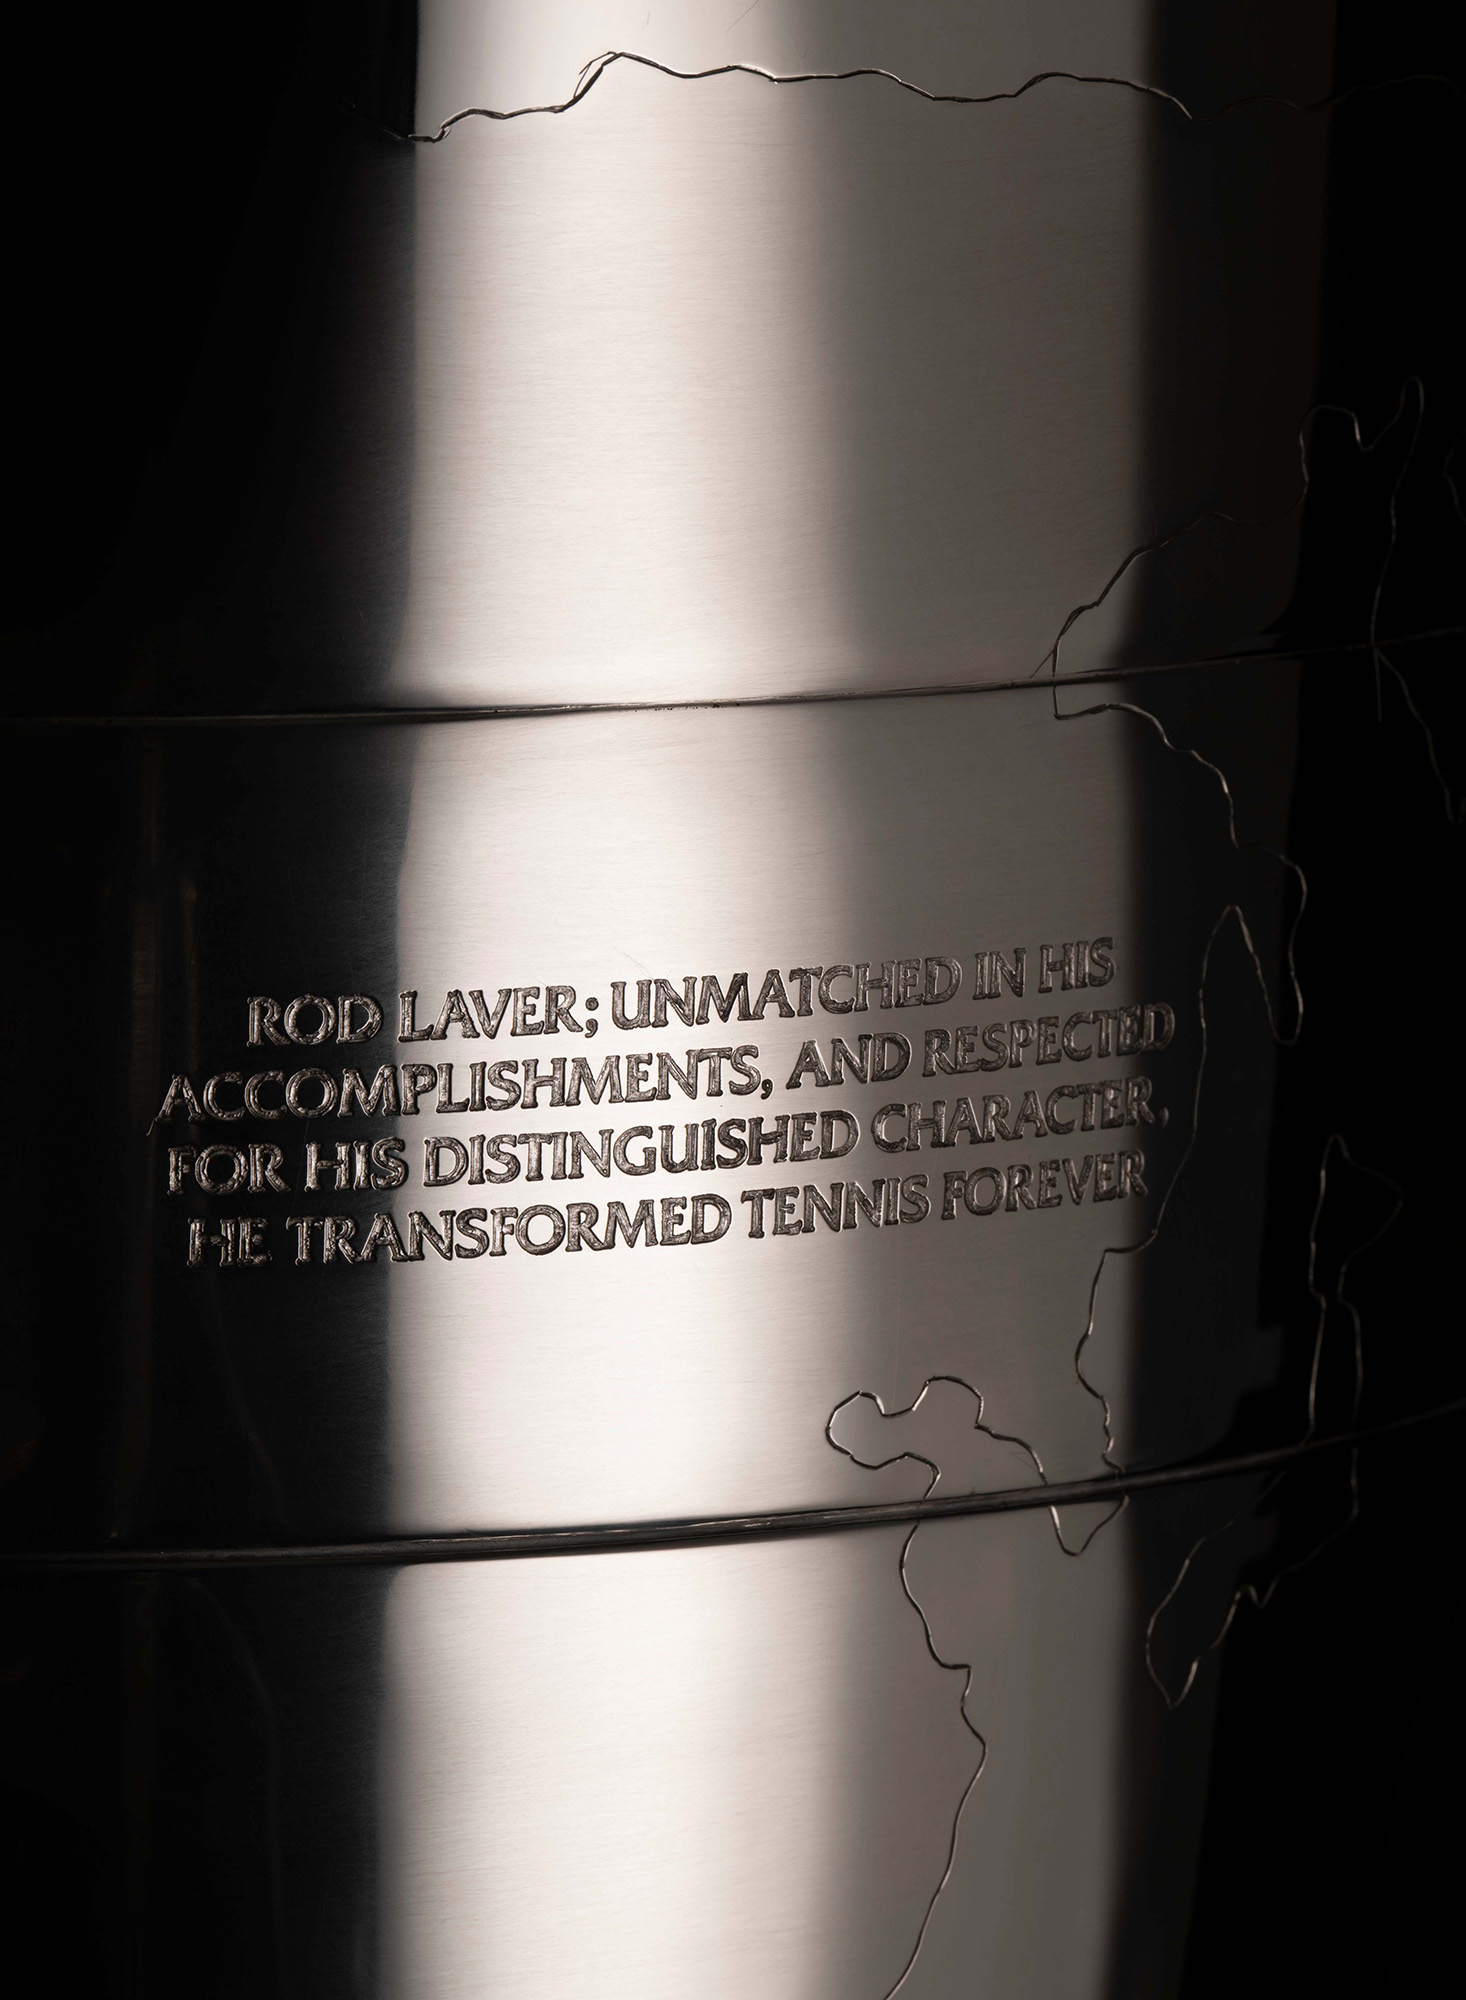 ROD LAVER; UNMATCHED IN HIS
ACCOMPLISHMENTS, AND RESPECTED
FOR HIS DISTINGUISHED CHARACTER,
HE TRANSFORMED TENNIS FOREVER